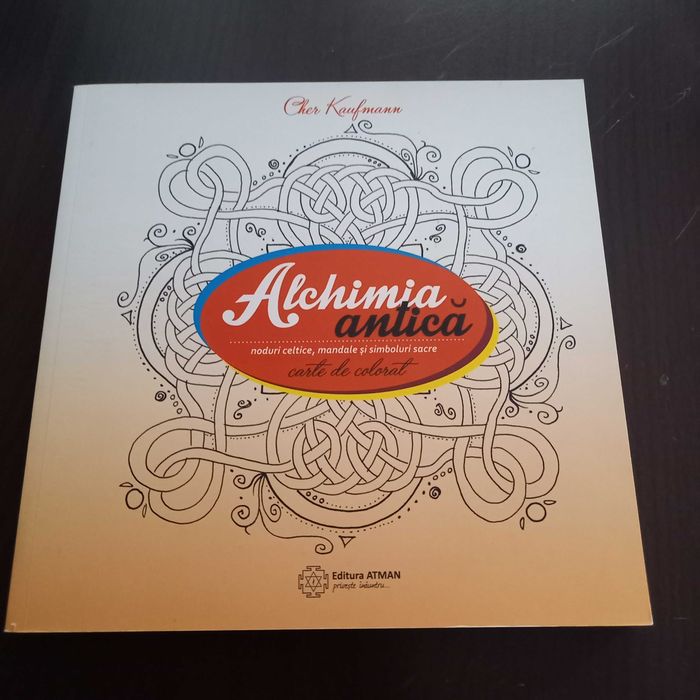 Cher Kaufmann
Alchimia
antică
noduri celtice, mandale și simboluri sacre
carte de colorat
Editura ATMAN
privește înăuntru...